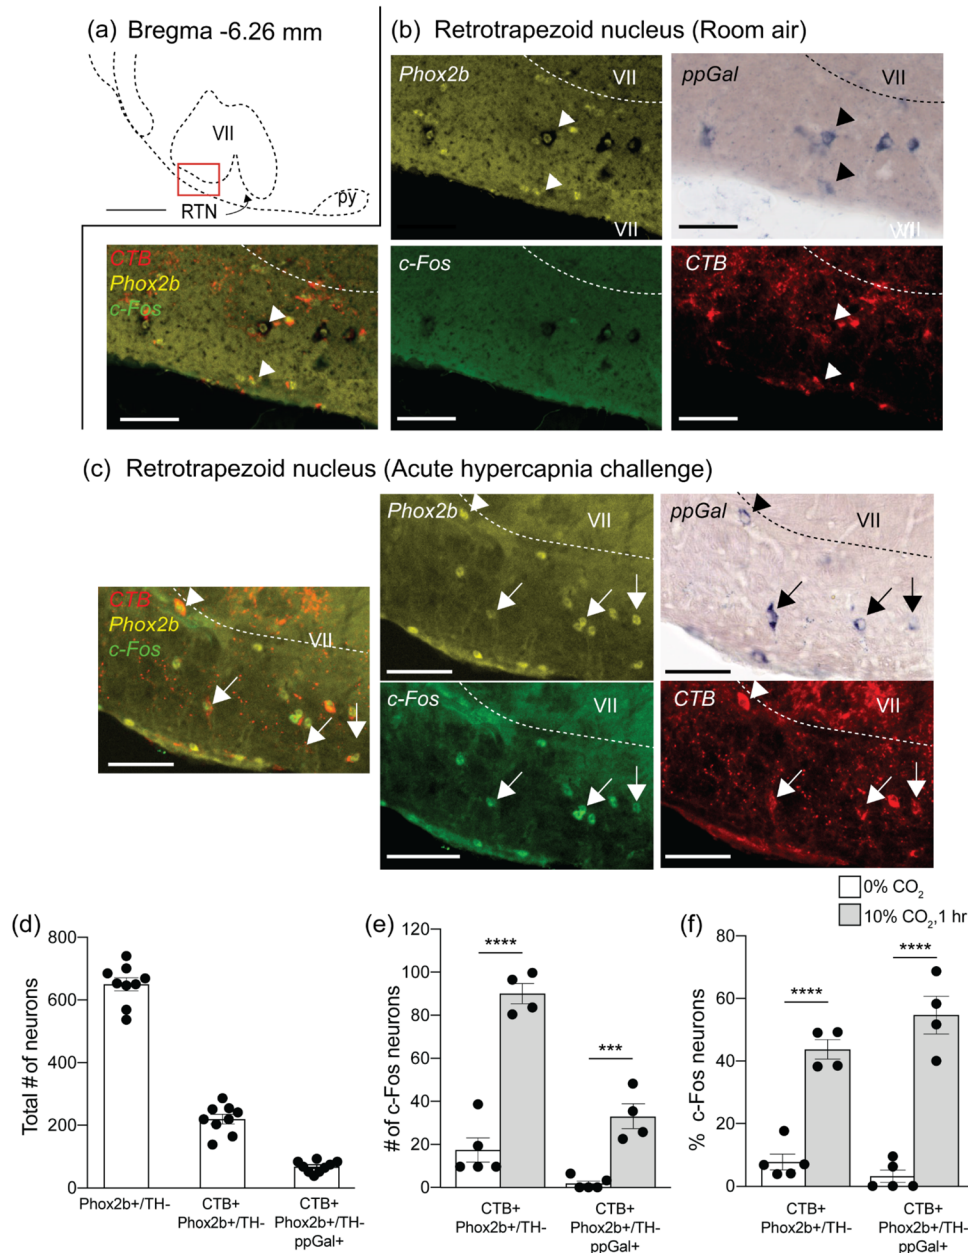 (a) Bregma -6.26 mm
VII
RTN
py
(b) Retrotrapezoid nucleus (Room air)
Phox2b
VII
VII
ppGal
VII
VII
CTB
Phox2b
c-Fos
c-Fos
CTB
(c) Retrotrapezoid nucleus (Acute hypercapnia challenge)
CTB
Phox2b
c-Fos
VII
Phox2b
VII
ppGal
VII
c-Fos
VII
CTB
VII
0% CO2
10% CO2,1 hr
(d)
Total # of neurons
800
600
400
200
0
Phox2b+/TH-
CTB+
Phox2b+/TH-
CTB+
Phox2b+/TH-
ppGal+
(e)
# of c-Fos neurons
120
100
80
60
40
20
0
****
***
CTB+
Phox2b+/TH-
CTB+
Phox2b+/TH-
ppGal+
(f)
% c-Fos neurons
80
60
40
20
0
****
****
CTB+
Phox2b+/TH-
CTB+
Phox2b+/TH-
ppGal+